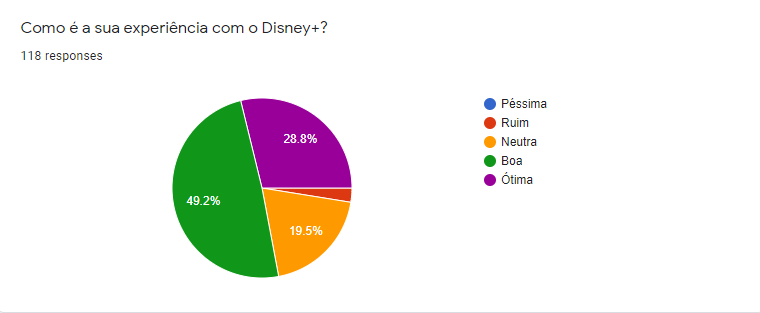 Como é a sua experiência com o Disney+?
118 responses
Péssima
Ruim
Neutra
Boa
Ótima
28.8%
49.2%
19.5%